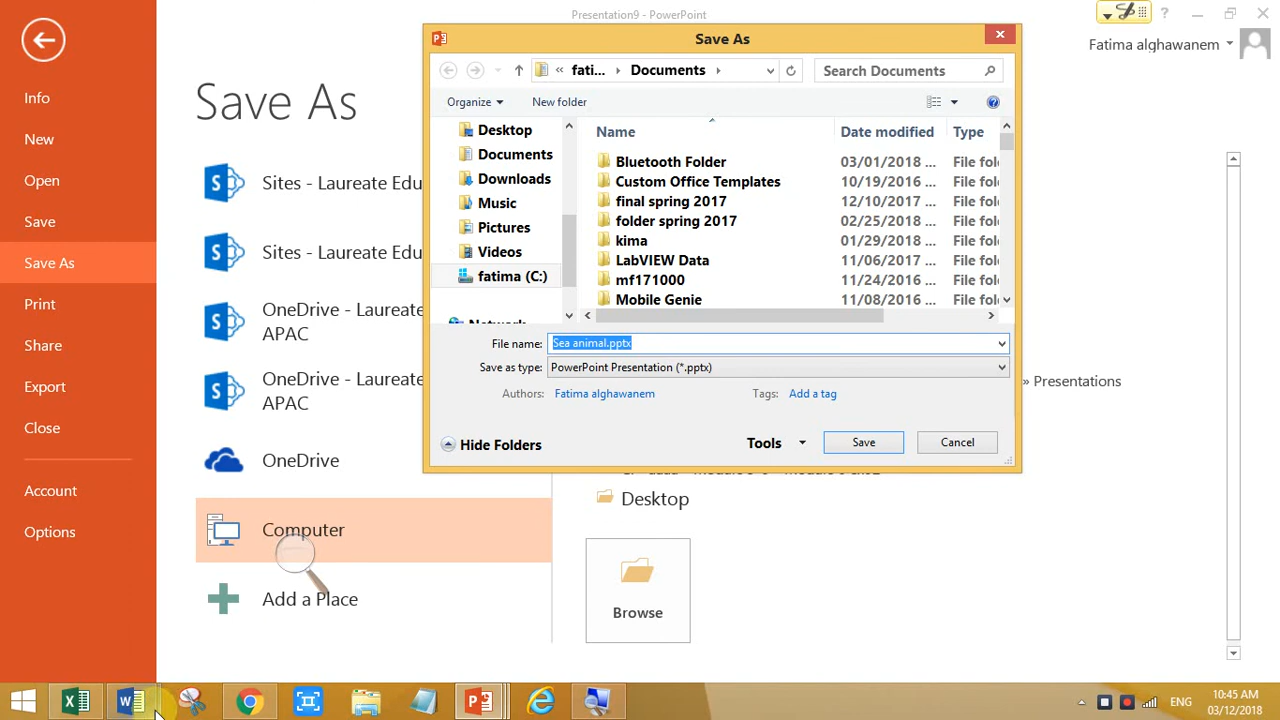 Presentation9 - PowerPoint
Fatima alghawanem
Info
New
Open
Save
Save As
Print
Share
Export
Close
Account
Options
Save As
Sites - Laureate Edu
Sites - Laureate Edu
OneDrive - Laureate
APAC
OneDrive - Laureate
APAC
OneDrive
Computer
Add a Place
Save As
« fati... Documents
Search Documents
Organize
New folder
Desktop
Documents
Downloads
Music
Pictures
Videos
fatima (C:)
Network
Name Date modified Type
Bluetooth Folder 03/01/2018 ... File fol
Custom Office Templates 10/19/2016 ... File fol
final spring 2017 12/10/2017 ... File fol
folder spring 2017 02/25/2018 ... File fol
kima 01/29/2018 ... File fol
LabVIEW Data 11/06/2017 ... File fol
mf171000 11/24/2016 ... File fol
Mobile Genie 11/08/2016 ... File fol
File name: Sea animal.pptx
Save as type: PowerPoint Presentation (*.pptx)
Authors: Fatima alghawanem Tags: Add a tag
Hide Folders
Tools
Save
Cancel
» Presentations
Desktop
Browse
ENG
10:45 AM
03/12/2018